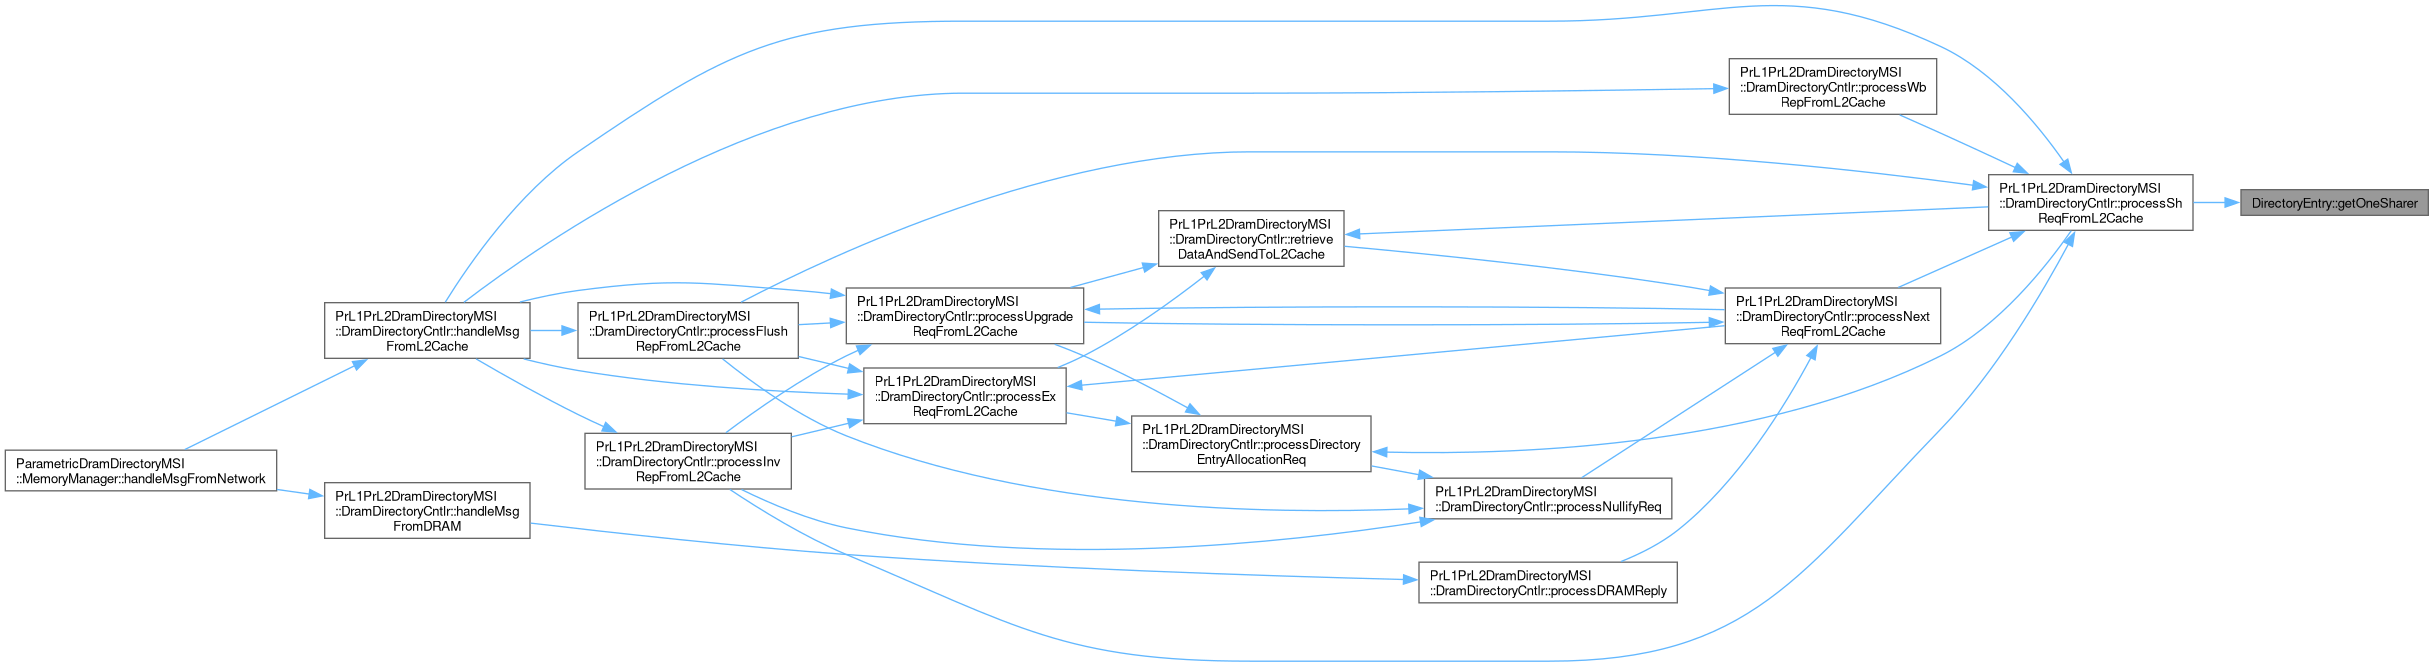 PrL1PrL2DramDirectoryMSI
::DramDirectoryCntlr::processWb
RepFromL2Cache
PrL1PrL2DramDirectoryMSI
::DramDirectoryCntlr::processSh
ReqFromL2Cache
DirectoryEntry::getOneSharer
PrL1PrL2DramDirectoryMSI
::DramDirectoryCntlr::retrieve
DataAndSendToL2Cache
PrL1PrL2DramDirectoryMSI
::DramDirectoryCntlr::handleMsg
FromL2Cache
PrL1PrL2DramDirectoryMSI
::DramDirectoryCntlr::processFlush
RepFromL2Cache
PrL1PrL2DramDirectoryMSI
::DramDirectoryCntlr::processUpgrade
ReqFromL2Cache
PrL1PrL2DramDirectoryMSI
::DramDirectoryCntlr::processNext
ReqFromL2Cache
PrL1PrL2DramDirectoryMSI
::DramDirectoryCntlr::processEx
ReqFromL2Cache
PrL1PrL2DramDirectoryMSI
::DramDirectoryCntlr::processDirectory
EntryAllocationReq
ParametricDramDirectoryMSI
::MemoryManager::handleMsgFromNetwork
PrL1PrL2DramDirectoryMSI
::DramDirectoryCntlr::processInv
RepFromL2Cache
PrL1PrL2DramDirectoryMSI
::DramDirectoryCntlr::handleMsg
FromDRAM
PrL1PrL2DramDirectoryMSI
::DramDirectoryCntlr::processNullifyReq
PrL1PrL2DramDirectoryMSI
::DramDirectoryCntlr::processDRAMReply